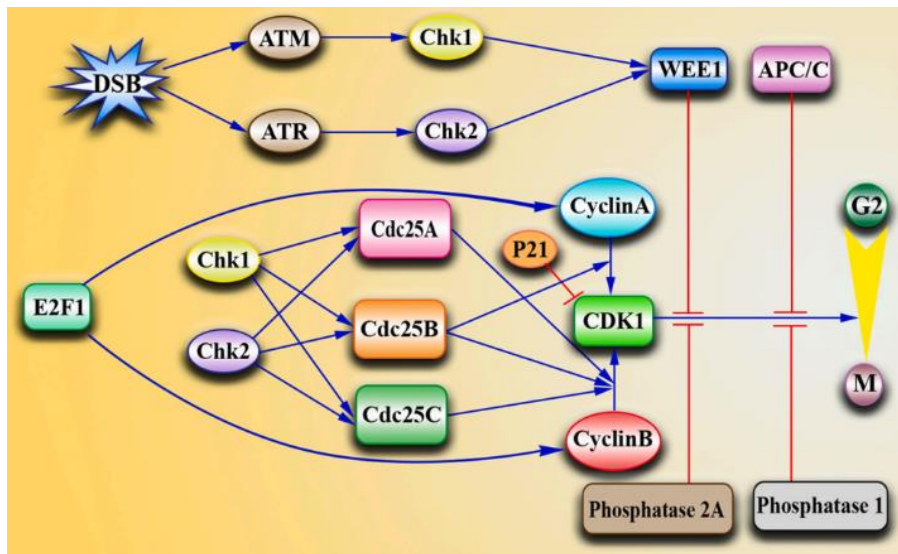 ATM
Chk1
WEE1
APC/C
DSB
ATR
Chk2
G2
CyclinA
Cdc25A
P21
Chk1
E2F1
Cdc25B
CDK1
Chk2
M
Cdc25C
CyclinB
Phosphatase 2A
Phosphatase 1